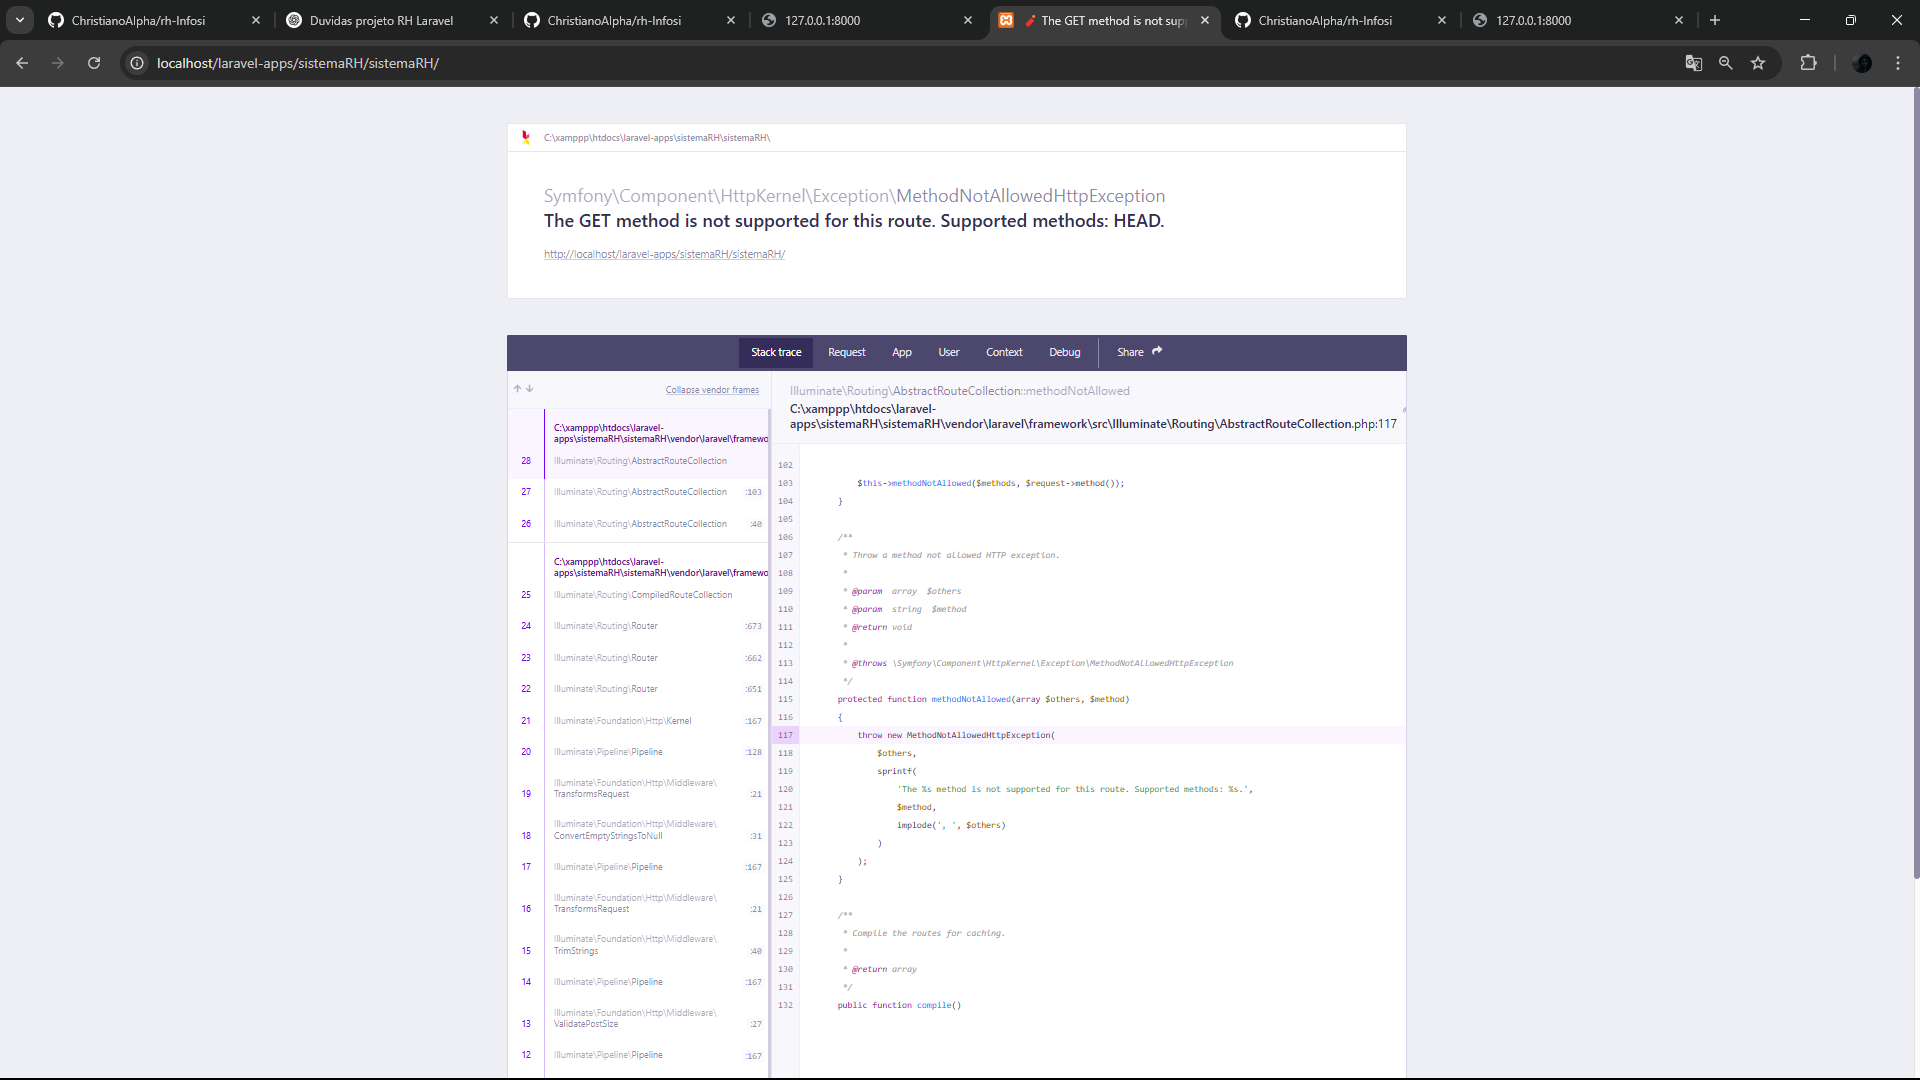 ChristianoAlpha/rh-Infosi
Duvidas projeto RH Laravel
ChristianoAlpha/rh-Infosi
127.0.0.1:8000
The GET method is not sup
ChristianoAlpha/rh-Infosi
127.0.0.1:8000
localhost/laravel-apps/sistemaRH/sistemaRH/
C:\xamppp\htdocs\laravel-apps\sistemaRH\sistemaRH\
Symfony\Component\HttpKernel\Exception\MethodNotAllowedHttpException
The GET method is not supported for this route. Supported methods: HEAD.
http://localhost/laravel-apps/sistemaRH/sistemaRH/
Stack trace Request App User Context Debug Share
Collapse vendor frames
C:\xamppp\htdocs\laravel-
apps\sistemaRH\sistemaRH\vendor\laravel\framewo
28 Illuminate\Routing\AbstractRouteCollection
27 Illuminate\Routing\AbstractRouteCollection :103
26 Illuminate\Routing\AbstractRouteCollection :40
C:\xamppp\htdocs\laravel-
apps\sistemaRH\sistemaRH\vendor\laravel\framewo
25 Illuminate\Routing\CompiledRouteCollection
24 Illuminate\Routing\Router :673
23 Illuminate\Routing\Router :662
22 Illuminate\Routing\Router :651
21 Illuminate\Foundation\Http\Kernel :167
20 Illuminate\Pipeline\Pipeline :128
Illuminate\Foundation\Http\Middleware\
19 TransformsRequest :21
Illuminate\Foundation\Http\Middleware\
18 ConvertEmptyStringsToNull :31
17 Illuminate\Pipeline\Pipeline :167
Illuminate\Foundation\Http\Middleware\
16 TransformsRequest :21
Illuminate\Foundation\Http\Middleware\
15 TrimStrings :40
14 Illuminate\Pipeline\Pipeline :167
Illuminate\Foundation\Http\Middleware\
13 ValidatePostSize :27
12 Illuminate\Pipeline\Pipeline :167
Illuminate\Routing\AbstractRouteCollection::methodNotAllowed
C:\xamppp\htdocs\laravel-
apps\sistemaRH\sistemaRH\vendor\laravel\framework\src\Illuminate\Routing\AbstractRouteCollection.php:117
102
103 $this->methodNotAllowed($methods, $request->method());
104 }
105
106 /**
107 * Throw a method not allowed HTTP exception.
108 *
109 * @param array $others
110 * @param string $method
111 * @return void
112 *
113 * @throws \Symfony\Component\HttpKernel\Exception\MethodNotAllowedHttpException
114 */
115 protected function methodNotAllowed(array $others, $method)
116 {
117 throw new MethodNotAllowedHttpException(
118 $others,
119 sprintf(
120 'The %s method is not supported for this route. Supported methods: %s.',
121 $method,
122 implode(', ', $others)
123 )
124 );
125 }
126
127 /**
128 * Compile the routes for caching.
129 *
130 * @return array
131 */
132 public function compile()